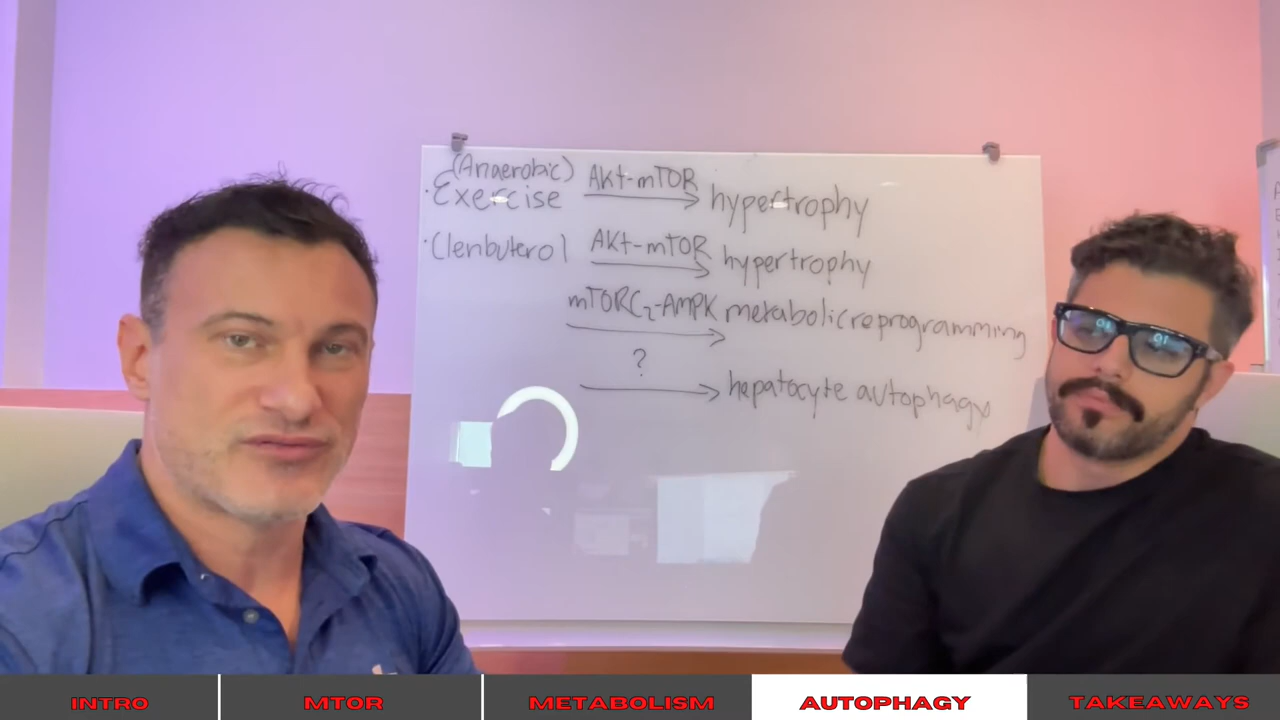 (Anaerobic)
·Exercise Akt-mTOR hypertrophy
·Clenbuterol Akt-mTOR hypertrophy
mTORC2-AMPK metabolic reprogramming
? hepatocyte autophagy
INTRO MTOR METABOLISM AUTOPHAGY TAKEAWAYS